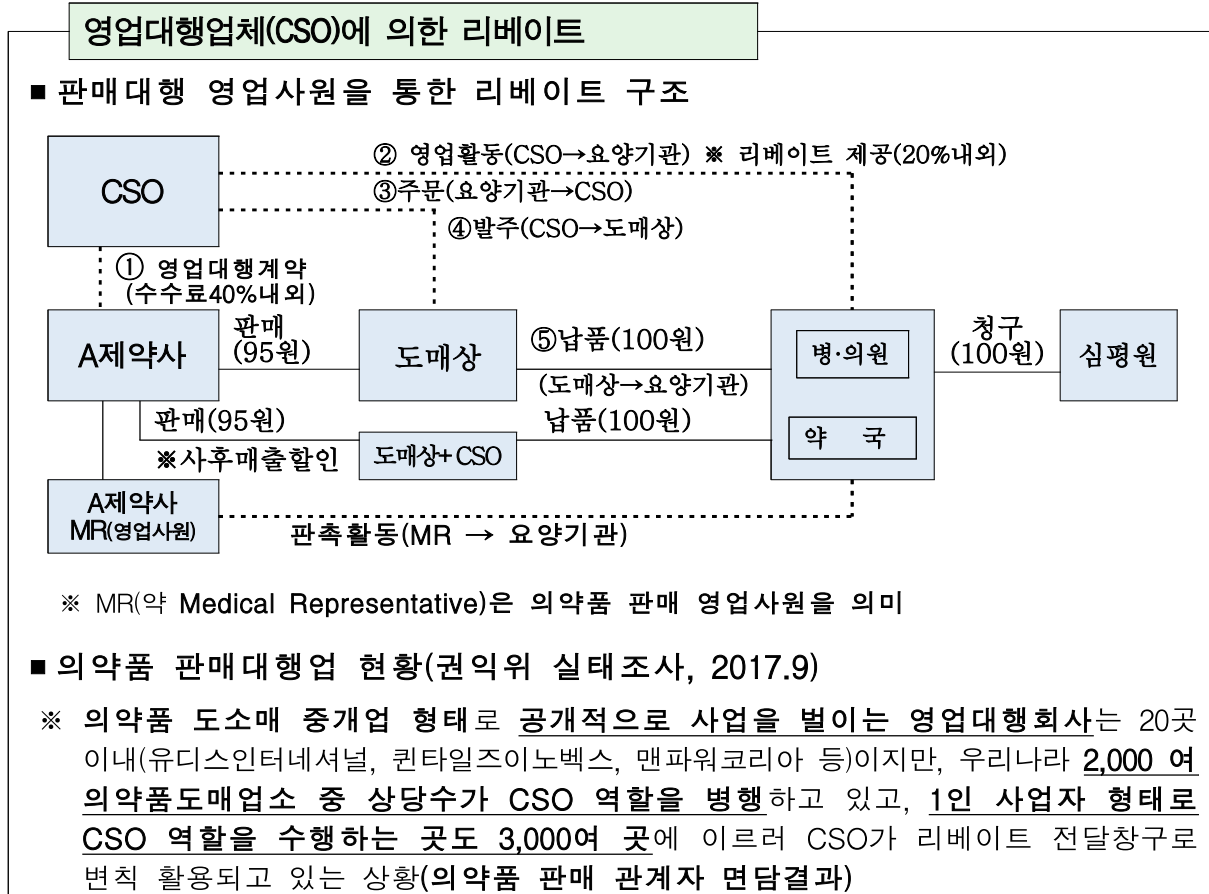 영업대행업체(CSO)에 의한 리베이트
■ 판매대행 영업사원을 통한 리베이트 구조
CSO
② 영업활동(CSO→요양기관) ※ 리베이트 제공(20%내외)
③주문(요양기관→CSO)
④발주(CSO→도매상)
① 영업대행계약
(수수료40%내외)
A제약사
판매
(95원)
도매상
⑤납품(100원)
(도매상→요양기관)
병·의원
청구
(100원)
심평원
판매(95원)
※사후매출할인
도매상+CSO
납품(100원)
약 국
A제약사
MR(영업사원)
판촉활동(MR → 요양기관)
※ MR(약 Medical Representative)은 의약품 판매 영업사원을 의미
■ 의약품 판매대행업 현황(권익위 실태조사, 2017.9)
※ 의약품 도소매 중개업 형태로 공개적으로 사업을 벌이는 영업대행회사는 20곳
이내(유디스인터네셔널, 퀸타일즈이노벡스, 맨파워코리아 등)이지만, 우리나라 2,000 여
의약품도매업소 중 상당수가 CSO 역할을 병행하고 있고, 1인 사업자 형태로
CSO 역할을 수행하는 곳도 3,000여 곳에 이르러 CSO가 리베이트 전달창구로
변칙 활용되고 있는 상황(의약품 판매 관계자 면담결과)